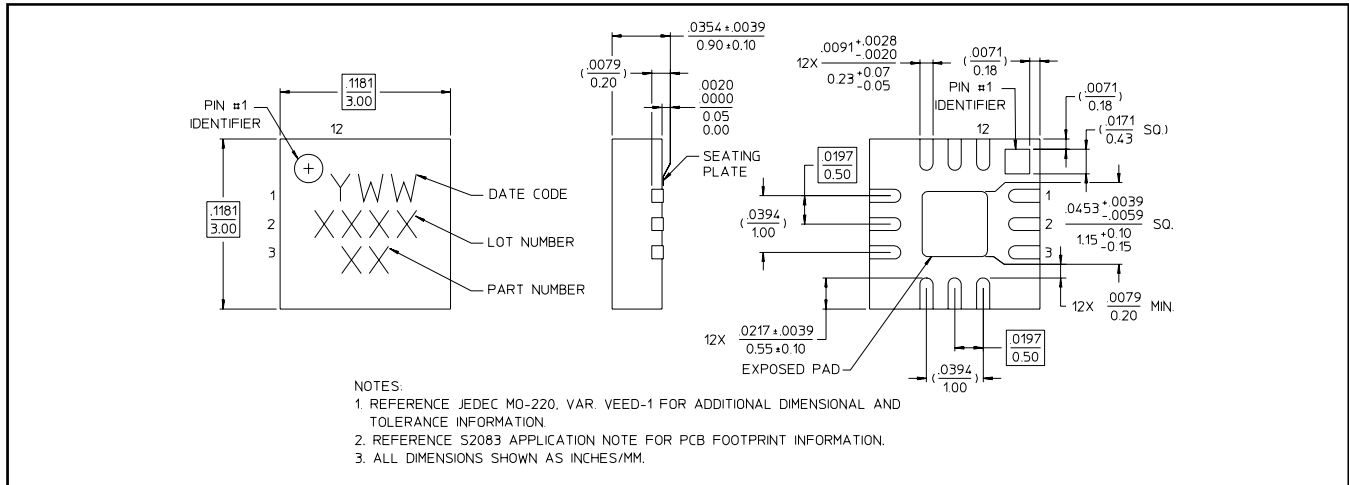 .1181
3.00
PIN #1
IDENTIFIER
12
.1181
3.00
1
2
3
YWW
XXXX
XX
DATE CODE
LOT NUMBER
PART NUMBER
.0354 ±.0039
0.90 ±0.10
(.0079
0.20)
.0020
.0000
0.05
0.00
SEATING
PLATE
12X .0091 +.0028
-.0020
0.23 +0.07
-0.05
(.0071
0.18)
PIN #1
IDENTIFIER
12
(.0071
0.18)
(.0171
0.43 SQ.)
.0197
0.50
(.0394
1.00)
1
2
3
.0453 +.0039
-.0059 SQ.
1.15 +0.10
-0.15
12X .0079 MIN.
0.20
12X .0217 ±.0039
0.55 ±0.10
EXPOSED PAD
(.0394
1.00)
.0197
0.50
NOTES:
1. REFERENCE JEDEC MO-220, VAR. VEED-1 FOR ADDITIONAL DIMENSIONAL AND
TOLERANCE INFORMATION.
2. REFERENCE S2083 APPLICATION NOTE FOR PCB FOOTPRINT INFORMATION.
3. ALL DIMENSIONS SHOWN AS INCHES/MM.